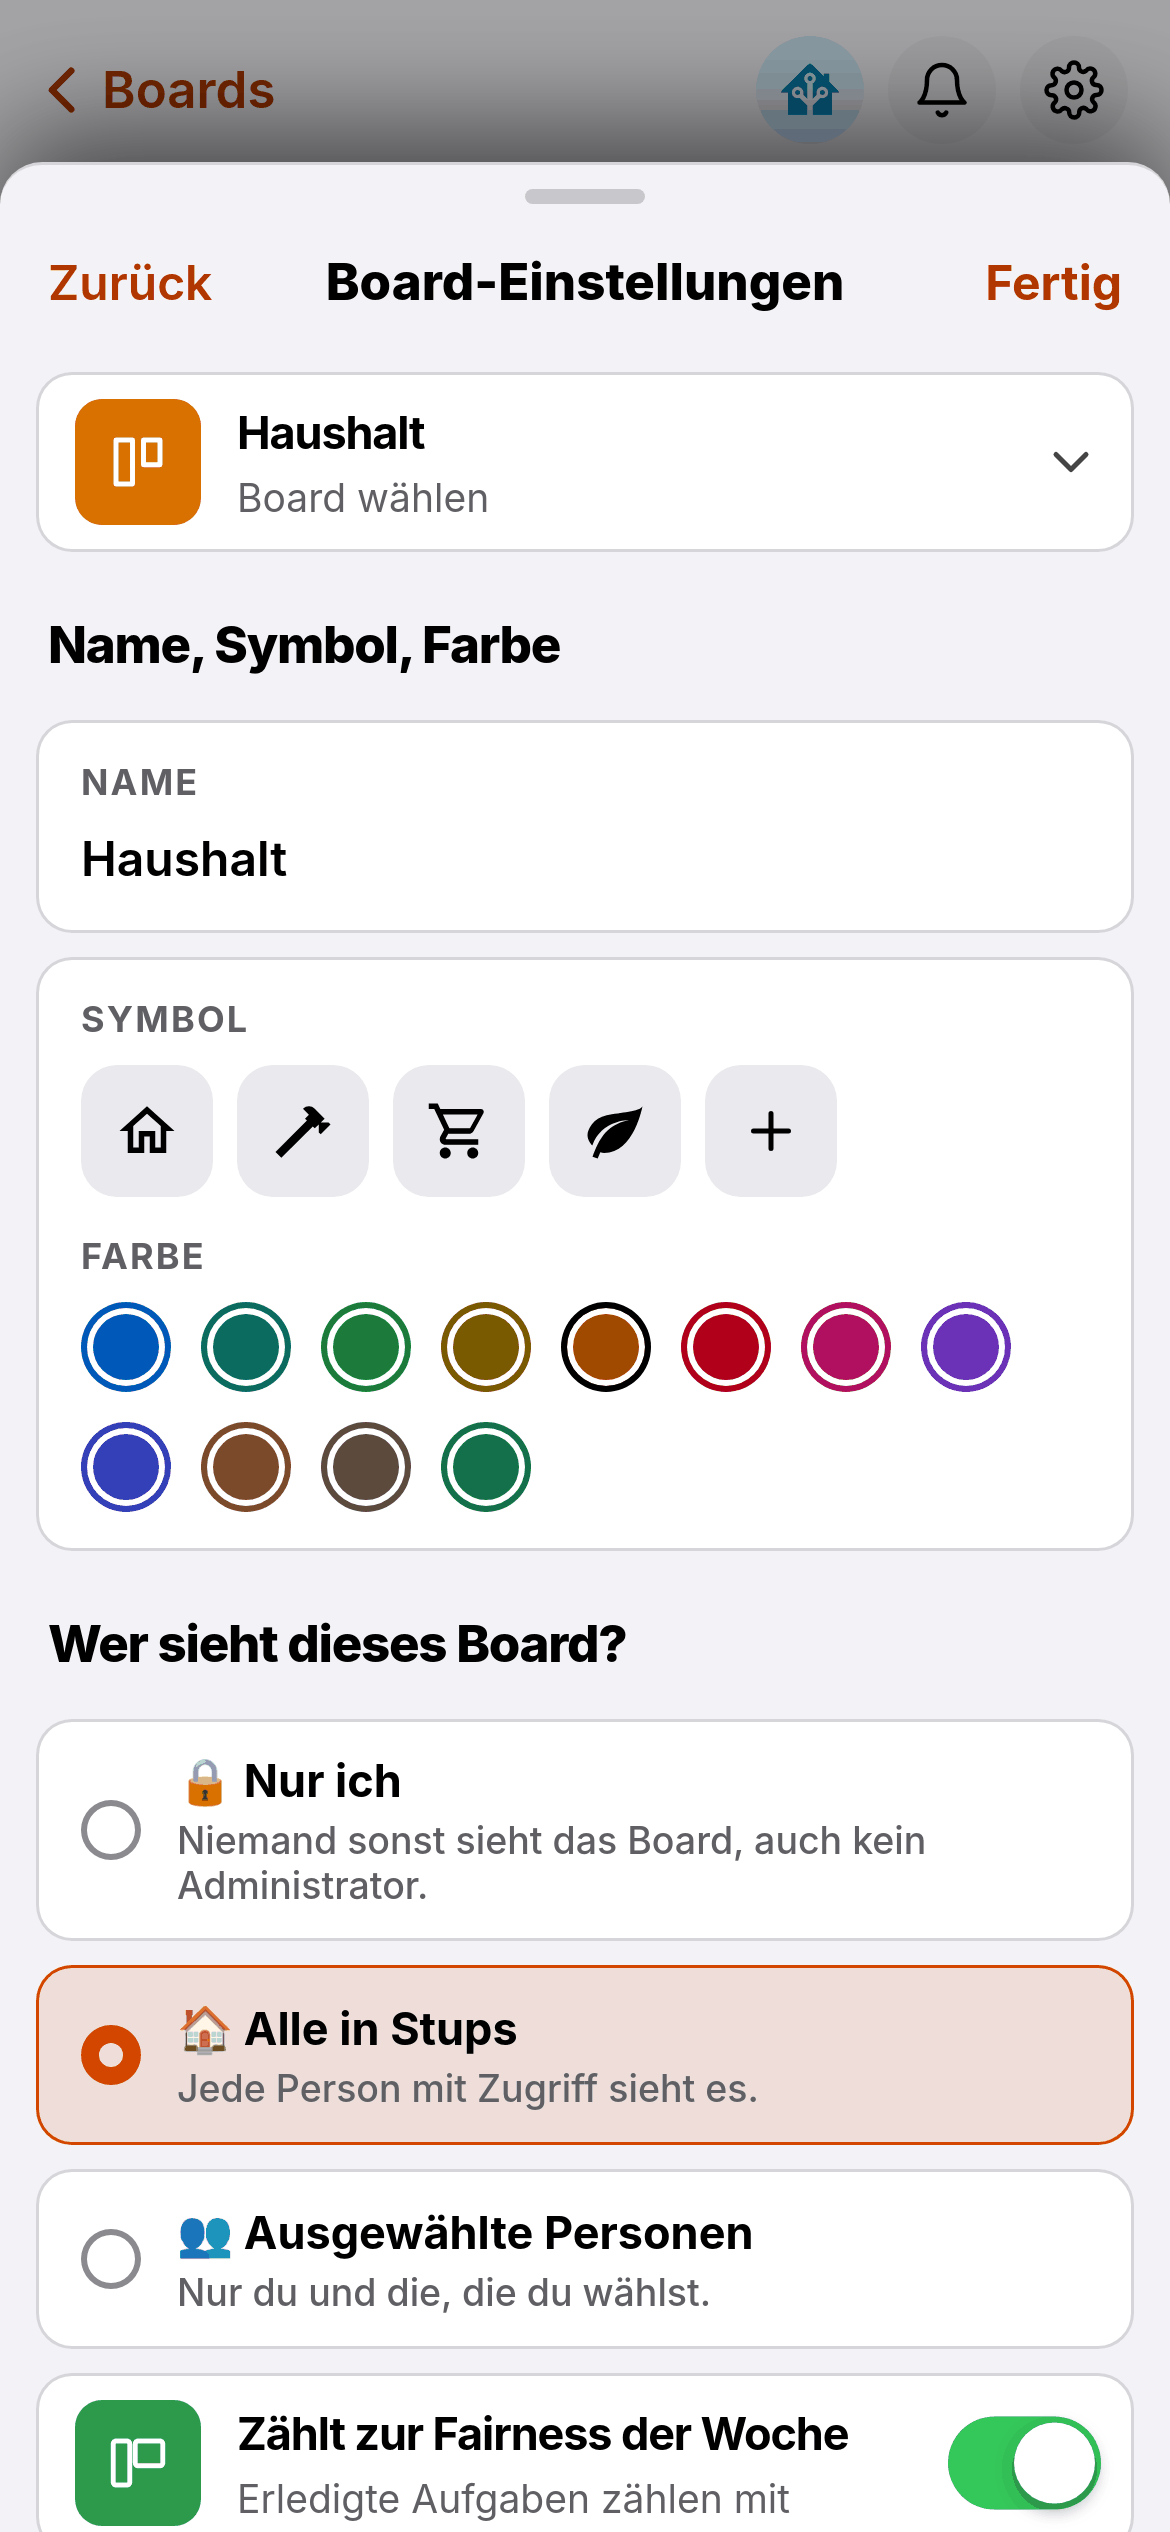 Boards
Zurück
Board-Einstellungen
Fertig
Haushalt
Board wählen
Name, Symbol, Farbe
NAME
Haushalt
SYMBOL
FARBE
Wer sieht dieses Board?
🔒 Nur ich
Niemand sonst sieht das Board, auch kein
Administrator.
🏠 Alle in Stups
Jede Person mit Zugriff sieht es.
👥 Ausgewählte Personen
Nur du und die, die du wählst.
Zählt zur Fairness der Woche
Erledigte Aufgaben zählen mit